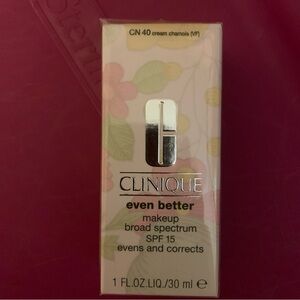 CN 40 cream chamois (VF)
CLINIQUE
even better
makeup
broad spectrum
SPF 15
evens and corrects
1 FL.OZ.LIQ./30 ml e